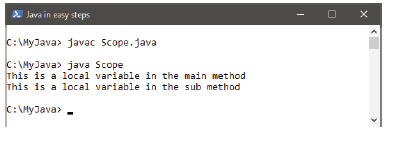 Java in easy steps
C:\MyJava> javac Scope.java
C:\MyJava> java Scope
This is a local variable in the main method
This is a local variable in the sub method
C:\MyJava>